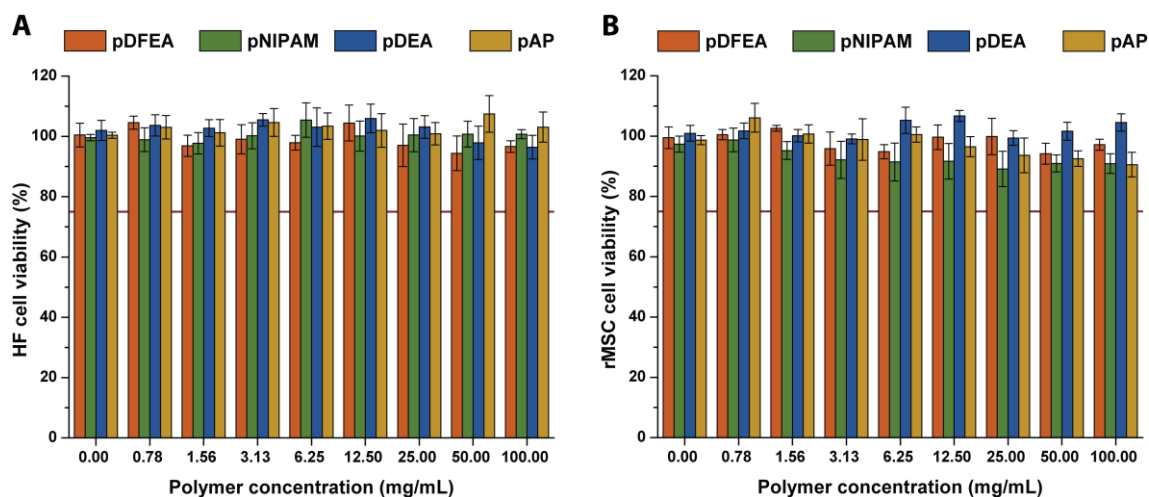 A
pDFEA pNIPAM pDEA pAP
120
100
80
60
40
20
0
HF cell viability (%)
0.00 0.78 1.56 3.13 6.25 12.50 25.00 50.00 100.00
Polymer concentration (mg/mL)
B
pDFEA pNIPAM pDEA pAP
120
100
80
60
40
20
0
rMSC cell viability (%)
0.00 0.78 1.56 3.13 6.25 12.50 25.00 50.00 100.00
Polymer concentration (mg/mL)